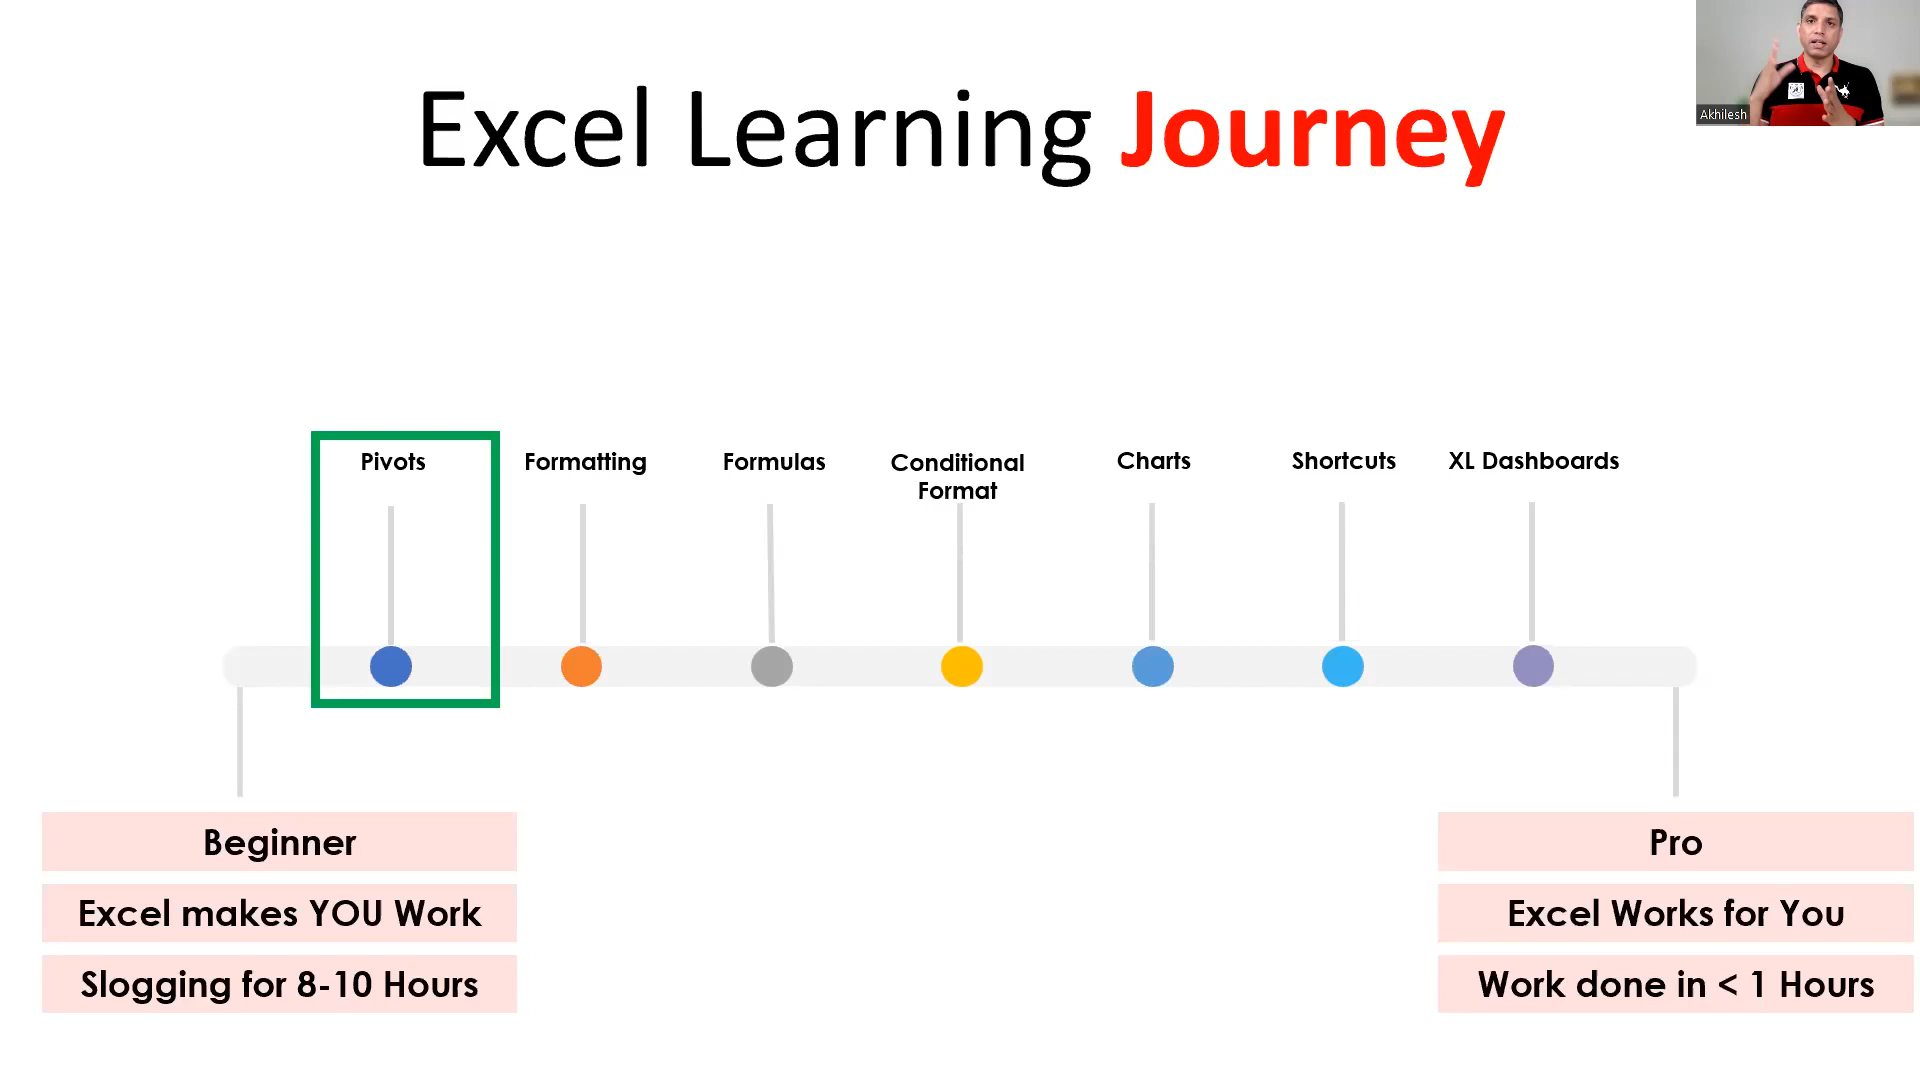 Akhilesh
Excel Learning Journey
Pivots
Formatting
Formulas
Conditional
Format
Charts
Shortcuts
XL Dashboards
Beginner
Excel makes YOU Work
Slogging for 8-10 Hours
Pro
Excel Works for You
Work done in < 1 Hours